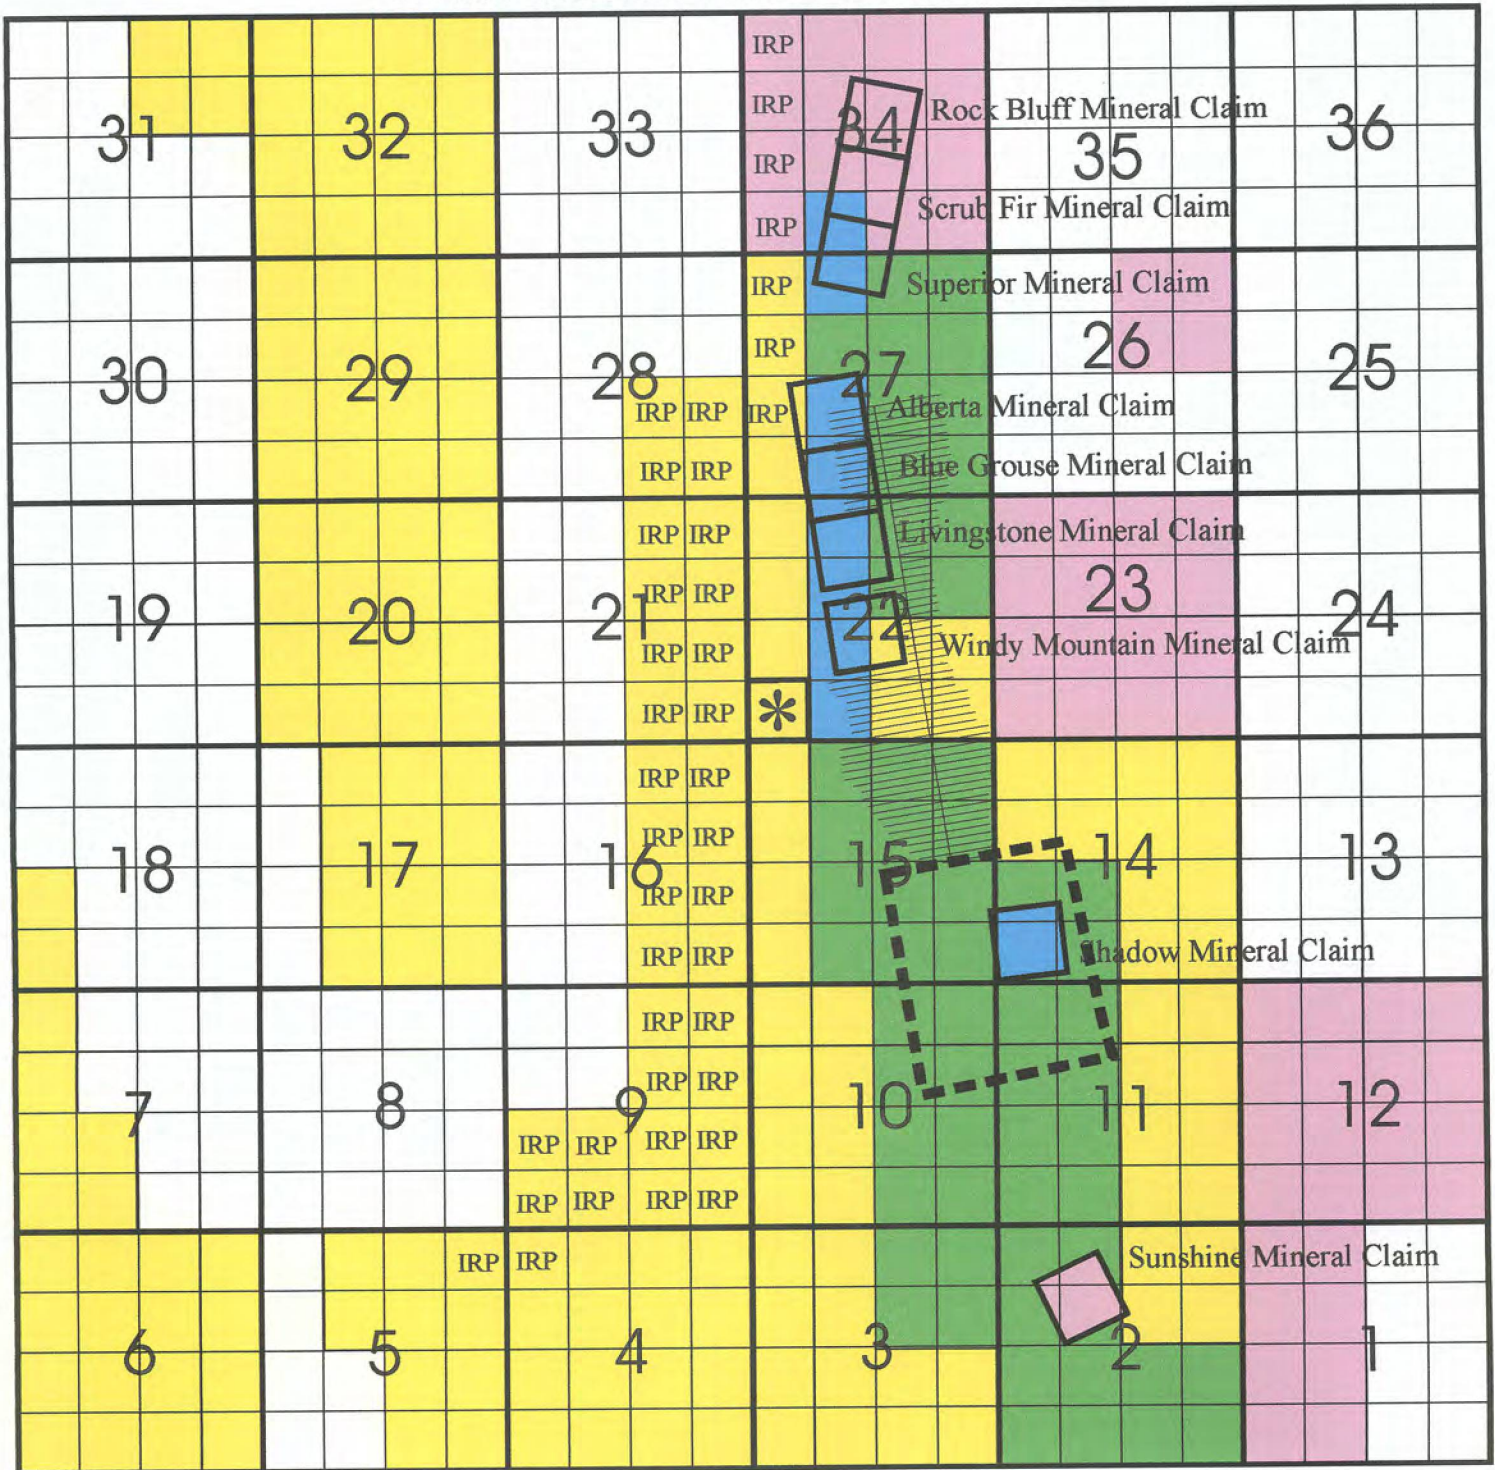 IRP
IRP
34 Rock Bluff Mineral Claim
31 32 33 35 36
IRP
IRP Scrub Fir Mineral Claim
IRP Superior Mineral Claim
IRP 26
30 29 28 27 25
IRP IRP IRP Alberta Mineral Claim
IRP IRP Blue Grouse Mineral Claim
IRP IRP Livingstone Mineral Claim
IRP IRP 23
19 20 21 22 24
IRP IRP Windy Mountain Mineral Claim
IRP IRP *
IRP IRP
IRP IRP
18 17 16 15 14 13
IRP IRP
IRP IRP Shadow Mineral Claim
IRP IRP
IRP IRP
7 8 9 10 11 12
IRP IRP IRP IRP
IRP IRP IRP IRP
IRP IRP Sunshine Mineral Claim
6 5 4 3 2 1